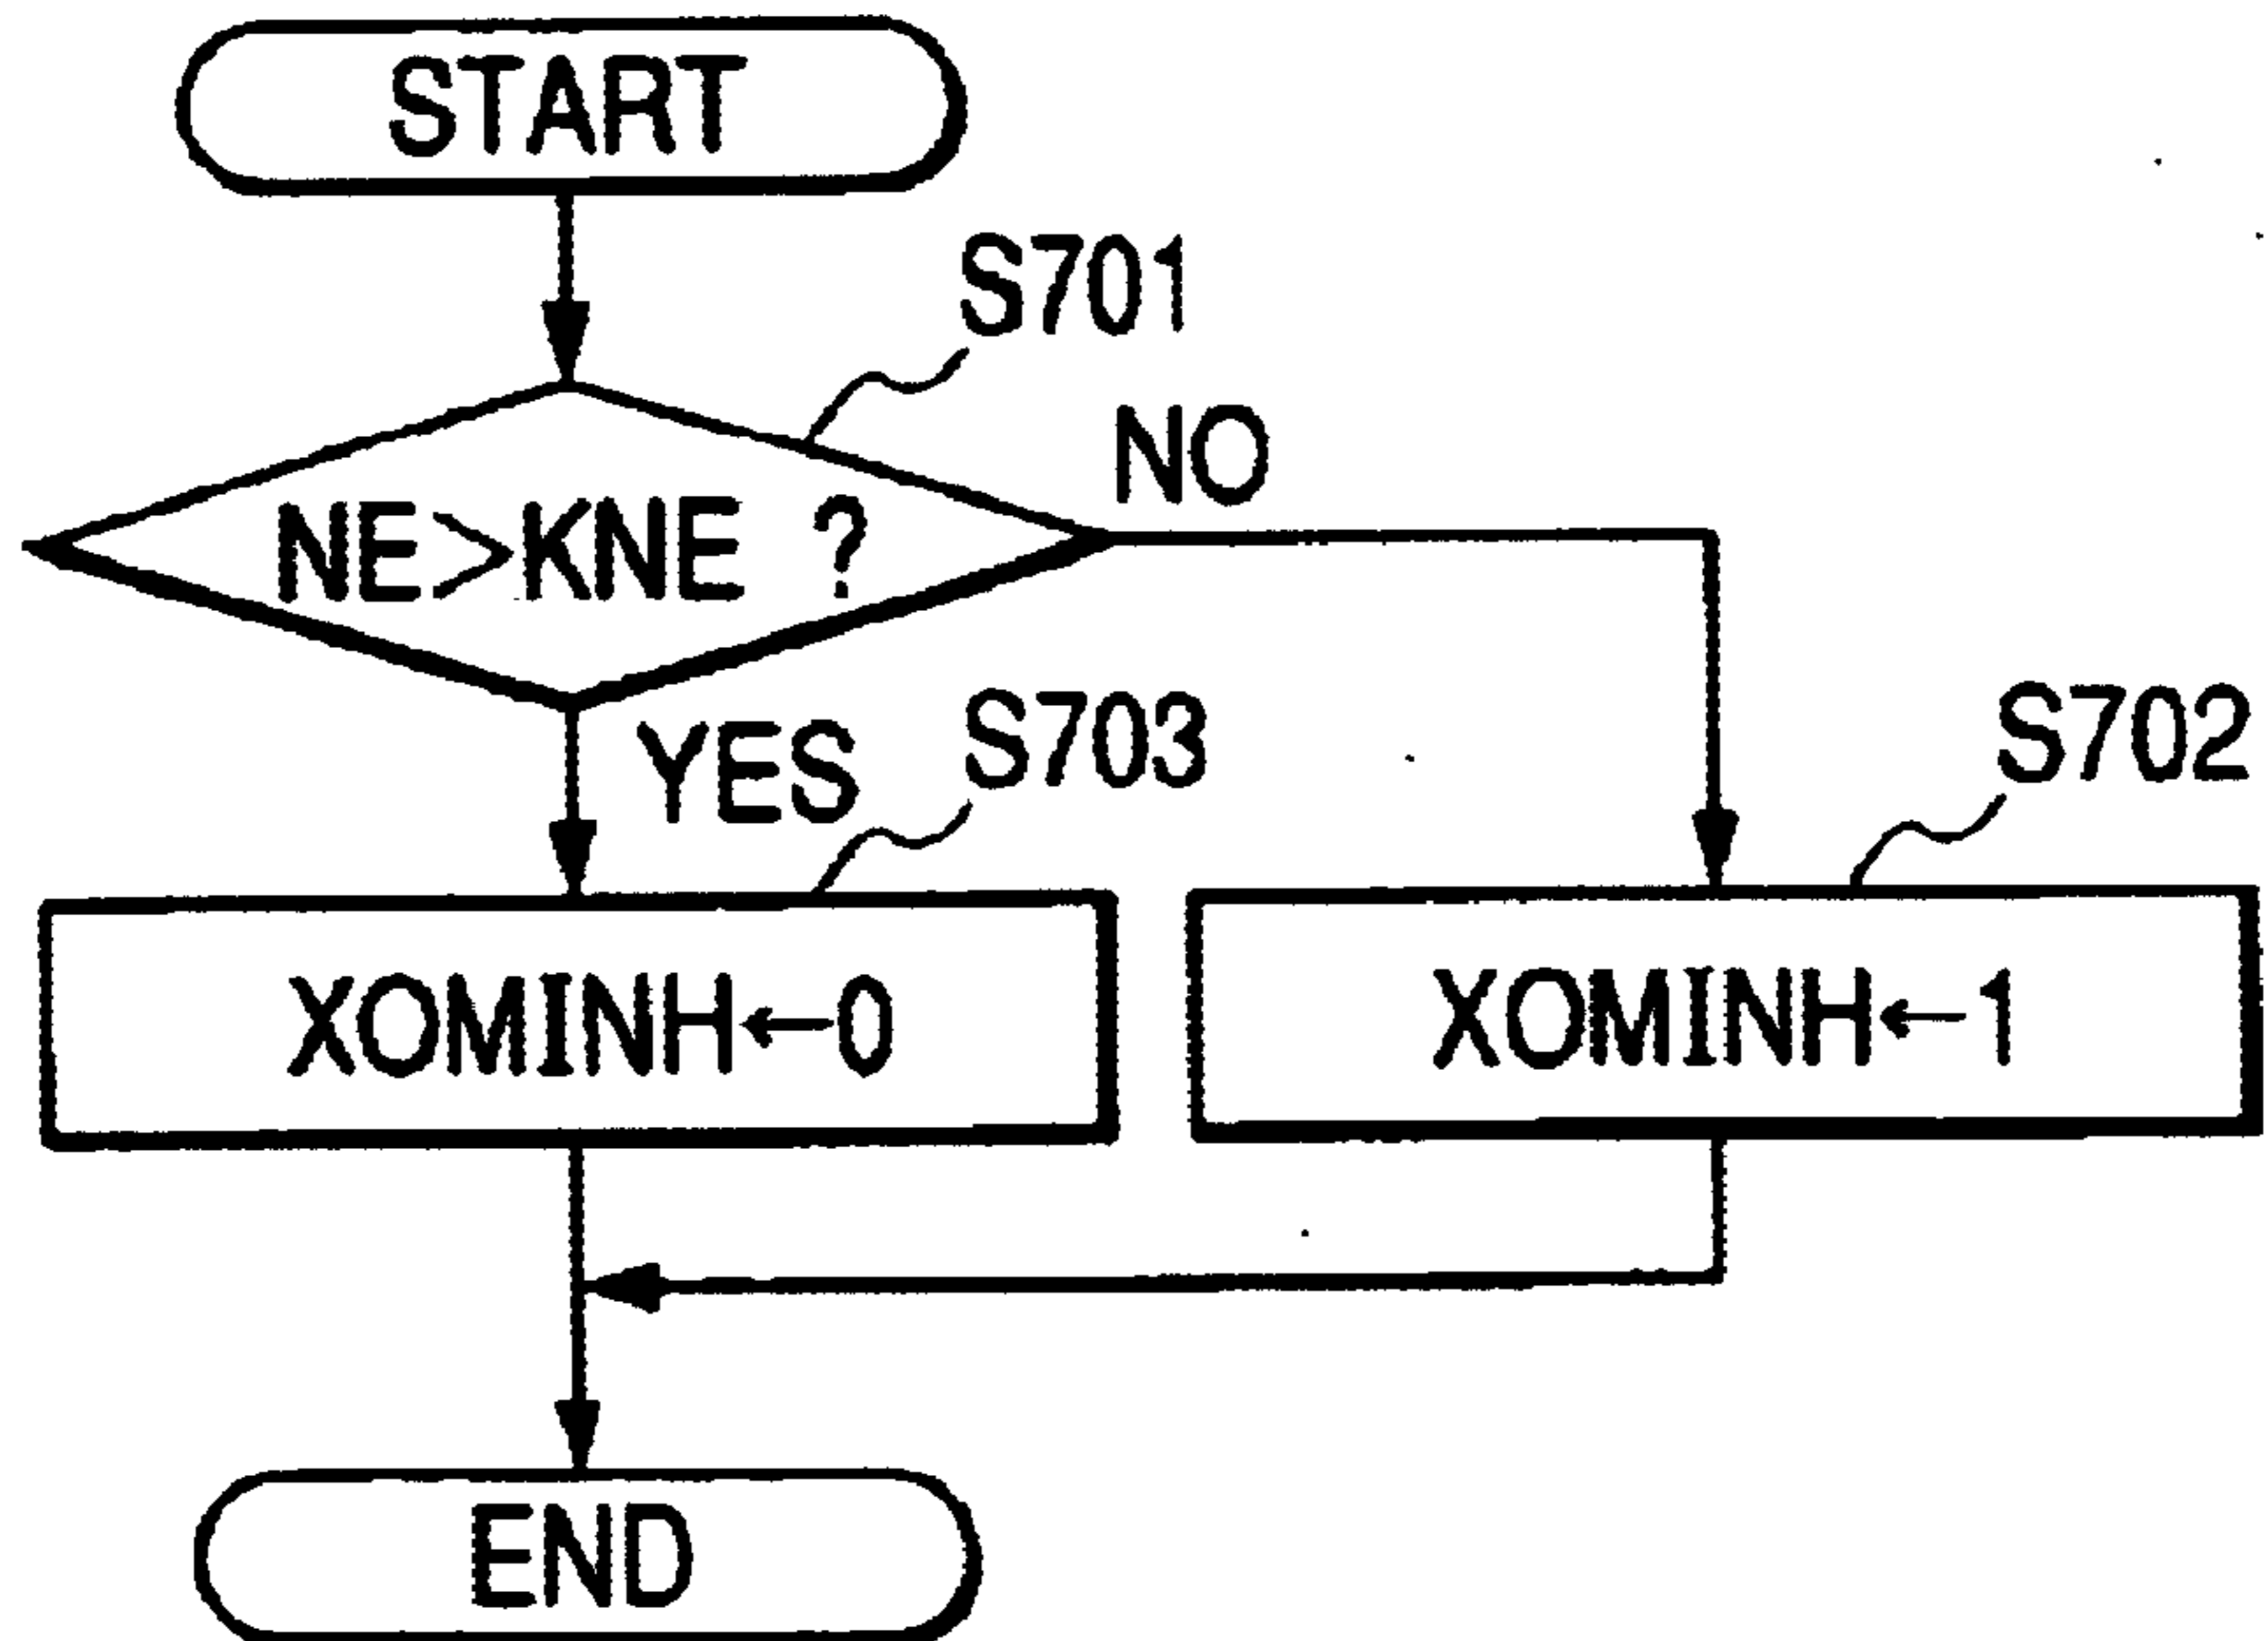 START
S701
NO
NE>KNE ?
YES
S703
S702
XOMINH←0
XOMINH←1
END